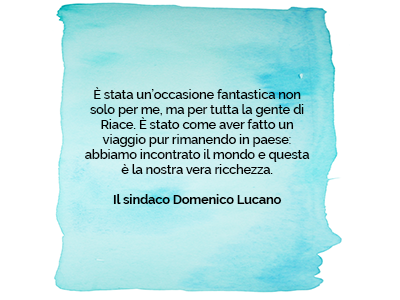 È stata un'occasione fantastica non
solo per me, ma per tutta la gente di
Riace. È stato come aver fatto un
viaggio pur rimanendo in paese:
abbiamo incontrato il mondo e questa
è la nostra vera ricchezza.
Il sindaco Domenico Lucano